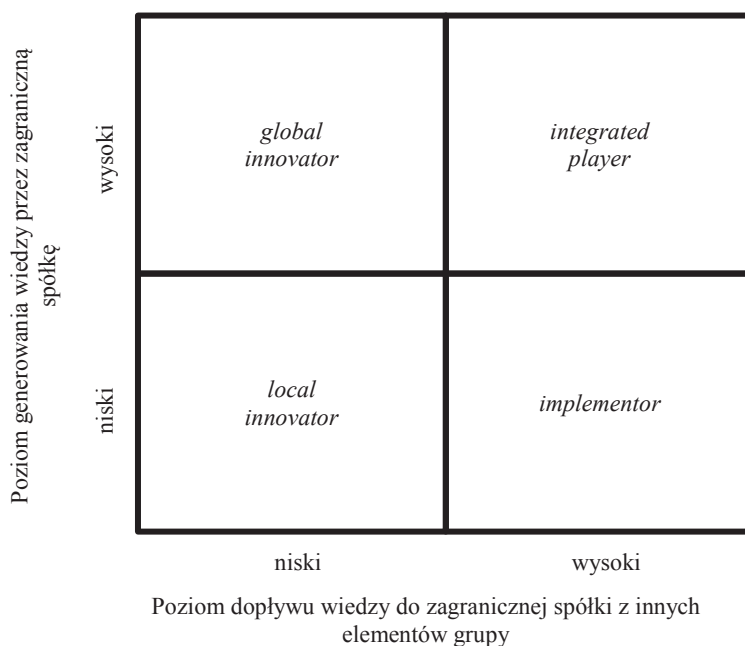 Poziom generowania wiedzy przez zagraniczną
spółkę
wysoki
global
innovator
integrated
player
niski
local
innovator
implementor
niski
wysoki
Poziom dopływu wiedzy do zagranicznej spółki z innych
elementów grupy